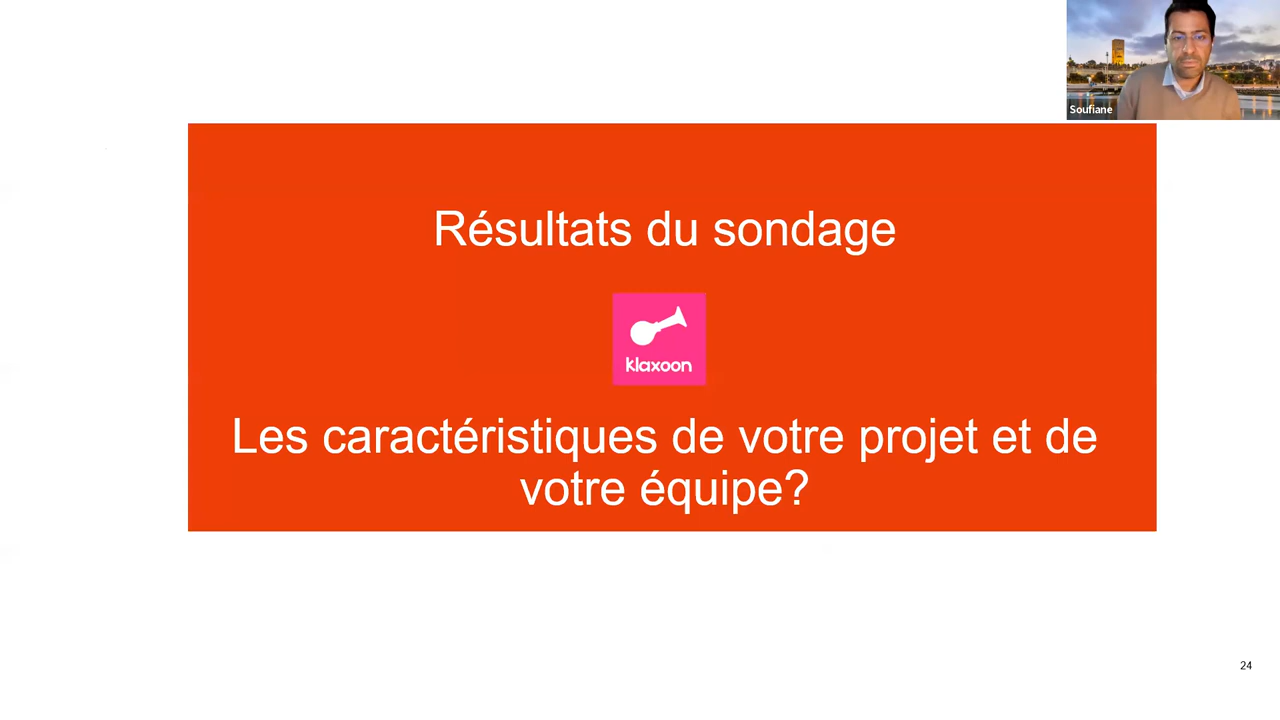 Soufiane
Résultats du sondage
klaxoon
Les caractéristiques de votre projet et de
votre équipe?
24